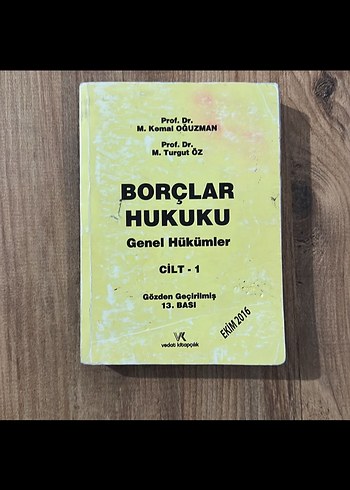 Prof. Dr.
M. Kemal OĞUZMAN
Prof. Dr.
M. Turgut ÖZ
BORÇLAR
HUKUKU
Genel Hükümler
CİLT - 1
Gözden Geçirilmiş
13. BASI
EKİM 2016
VK
vedat kitapçılık